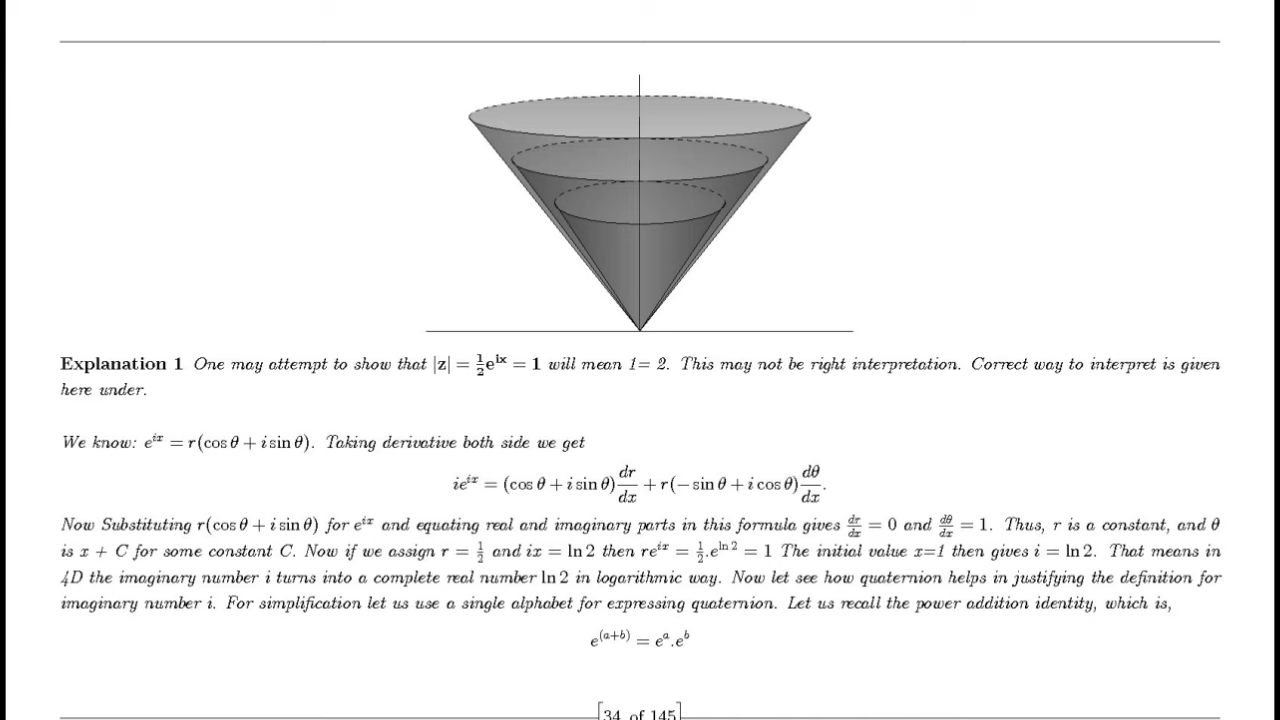 Explanation 1 One may attempt to show that |z| = ½e^ix = 1 will mean 1= 2. This may not be right interpretation. Correct way to interpret is given
here under.
We know: e^ix = r(cos θ + i sin θ). Taking derivative both side we get
ie^ix = (cos θ + i sin θ) dr/dx + r(− sin θ + i cos θ) dθ/dx.
Now Substituting r(cos θ + i sin θ) for e^ix and equating real and imaginary parts in this formula gives dr/dx = 0 and dθ/dx = 1. Thus, r is a constant, and θ
is x + C for some constant C. Now if we assign r = ½ and ix = ln 2 then re^ix = ½.e^ln 2 = 1 The initial value x=1 then gives i = ln 2. That means in
4D the imaginary number i turns into a complete real number ln 2 in logarithmic way. Now let see how quaternion helps in justifying the definition for
imaginary number i. For simplification let us use a single alphabet for expressing quaternion. Let us recall the power addition identity, which is,
e^(a+b) = e^a.e^b
34 of 145